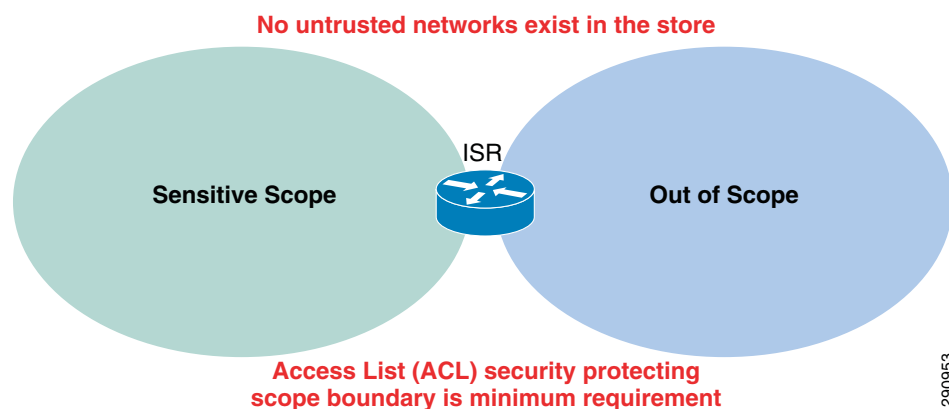 No untrusted networks exist in the store
ISR
Sensitive Scope
Out of Scope
Access List (ACL) security protecting
scope boundary is minimum requirement
290953